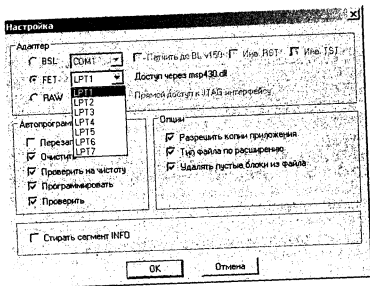 Настройка
Адаптер
BSL: COM1 Патчить до BL v150 Инв. RST Инв. TST
FET: LPT1 Доступ через msp430.dll
RAW Прямой доступ к JTAG интерфейсу
LPT1
LPT2
LPT3
LPT4
LPT5
LPT6
LPT7
Автопрограм
Очистить
Проверить на чистоту
Программировать
Проверить
Опции
Разрешить копии приложения
Тип файла по расширению
Удалять пустые блоки из файла
Стирать сегмент INFO
OK Отмена